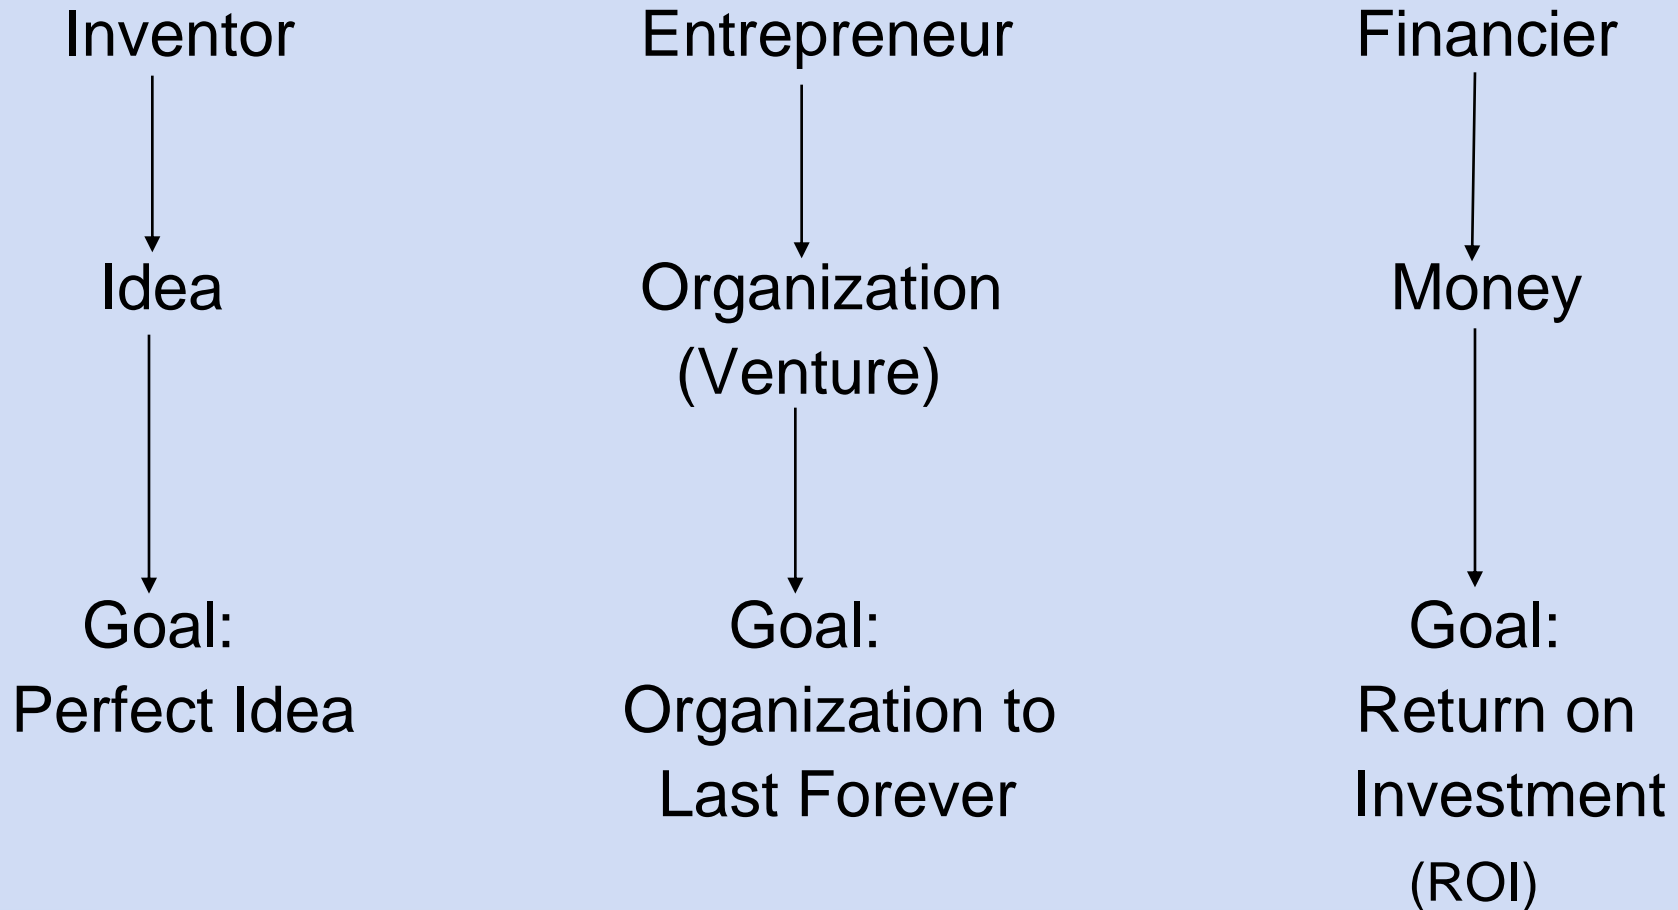 Inventor Entrepreneur Financier
Idea Organization Money
(Venture)
Goal: Goal: Goal:
Perfect Idea Organization to Return on
Last Forever Investment
(ROI)